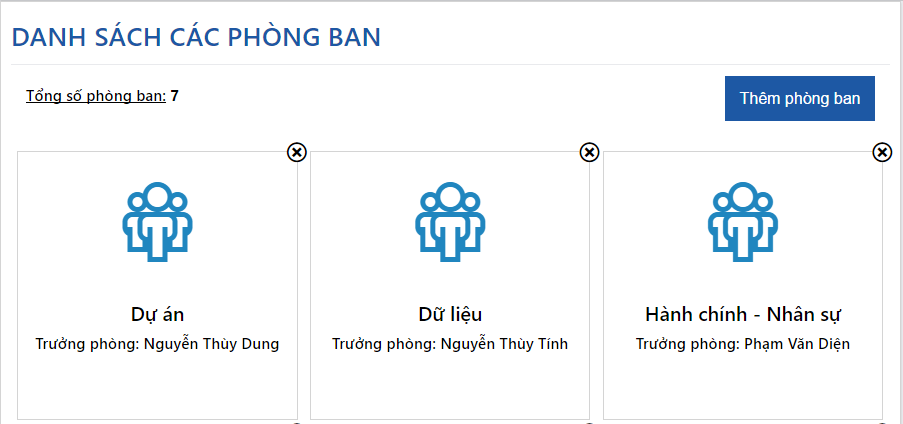 DANH SÁCH CÁC PHÒNG BAN
Tổng số phòng ban: 7
Thêm phòng ban
Dự án
Trưởng phòng: Nguyễn Thùy Dung
Dữ liệu
Trưởng phòng: Nguyễn Thùy Tính
Hành chính - Nhân sự
Trưởng phòng: Phạm Văn Diện